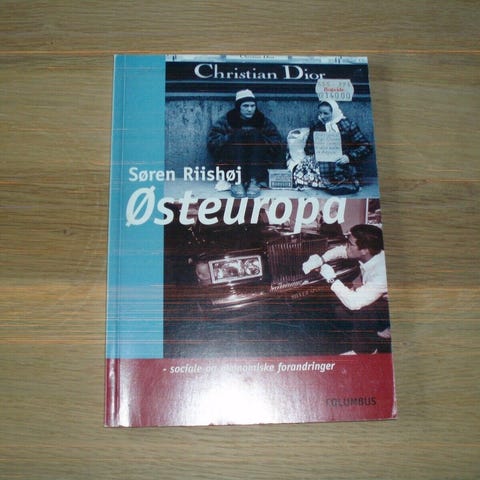 Christian Dior
Søren Riishøj
Østeuropa
- sociale og økonomiske forandringer
COLUMBUS